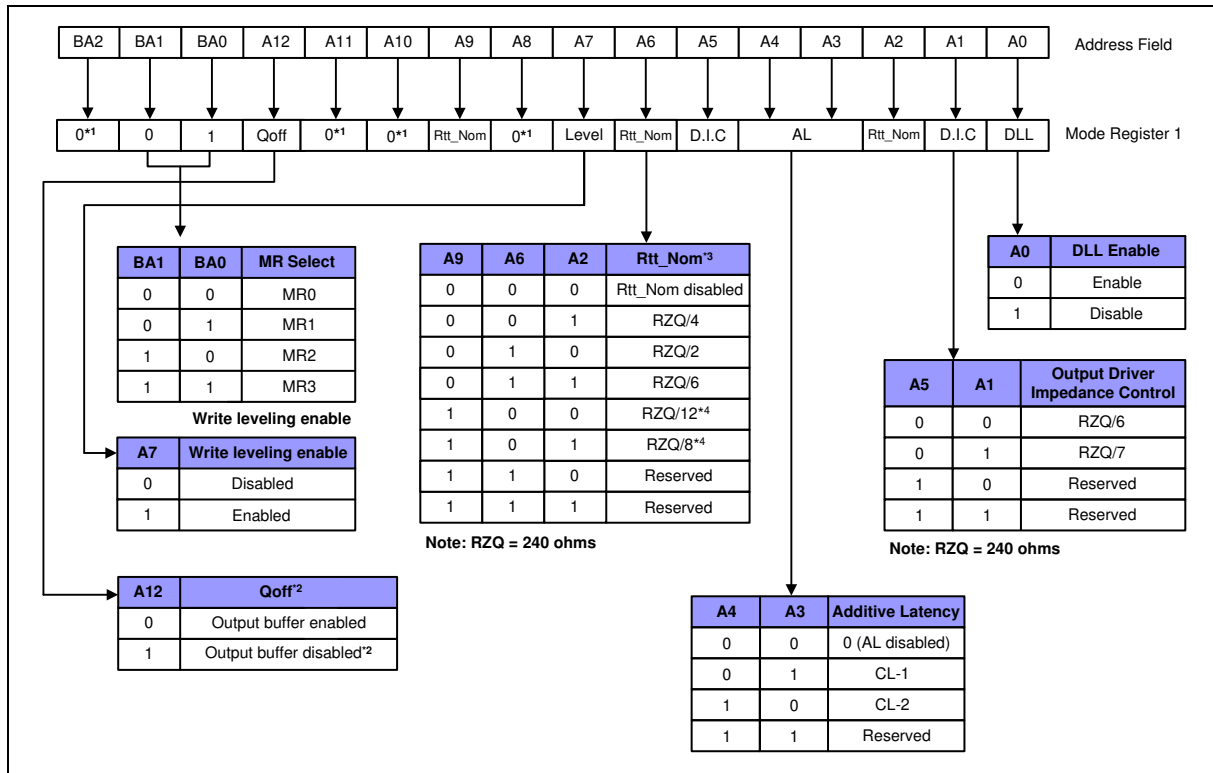 BA2 BA1 BA0 A12 A11 A10 A9 A8 A7 A6 A5 A4 A3 A2 A1 A0 Address Field
0*1 0 1 Qoff 0*1 0*1 Rtt_Nom 0*1 Level Rtt_Nom D.I.C AL Rtt_Nom D.I.C DLL Mode Register 1
BA1 BA0 MR Select
0 0 MR0
0 1 MR1
1 0 MR2
1 1 MR3
Write leveling enable
A7 Write leveling enable
0 Disabled
1 Enabled
A12 Qoff*2
0 Output buffer enabled
1 Output buffer disabled*2
A9 A6 A2 Rtt_Nom*3
0 0 0 Rtt_Nom disabled
0 0 1 RZQ/4
0 1 0 RZQ/2
0 1 1 RZQ/6
1 0 0 RZQ/12*4
1 0 1 RZQ/8*4
1 1 0 Reserved
1 1 1 Reserved
Note: RZQ = 240 ohms
A0 DLL Enable
0 Enable
1 Disable
A5 A1 Output Driver
Impedance Control
0 0 RZQ/6
0 1 RZQ/7
1 0 Reserved
1 1 Reserved
Note: RZQ = 240 ohms
A4 A3 Additive Latency
0 0 0 (AL disabled)
0 1 CL-1
1 0 CL-2
1 1 Reserved